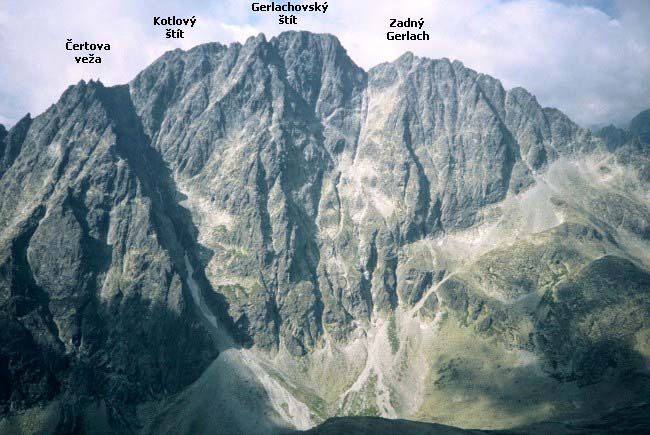 Čertova
veža
Kotlový
štít
Gerlachovský
štít
Zadný
Gerlach